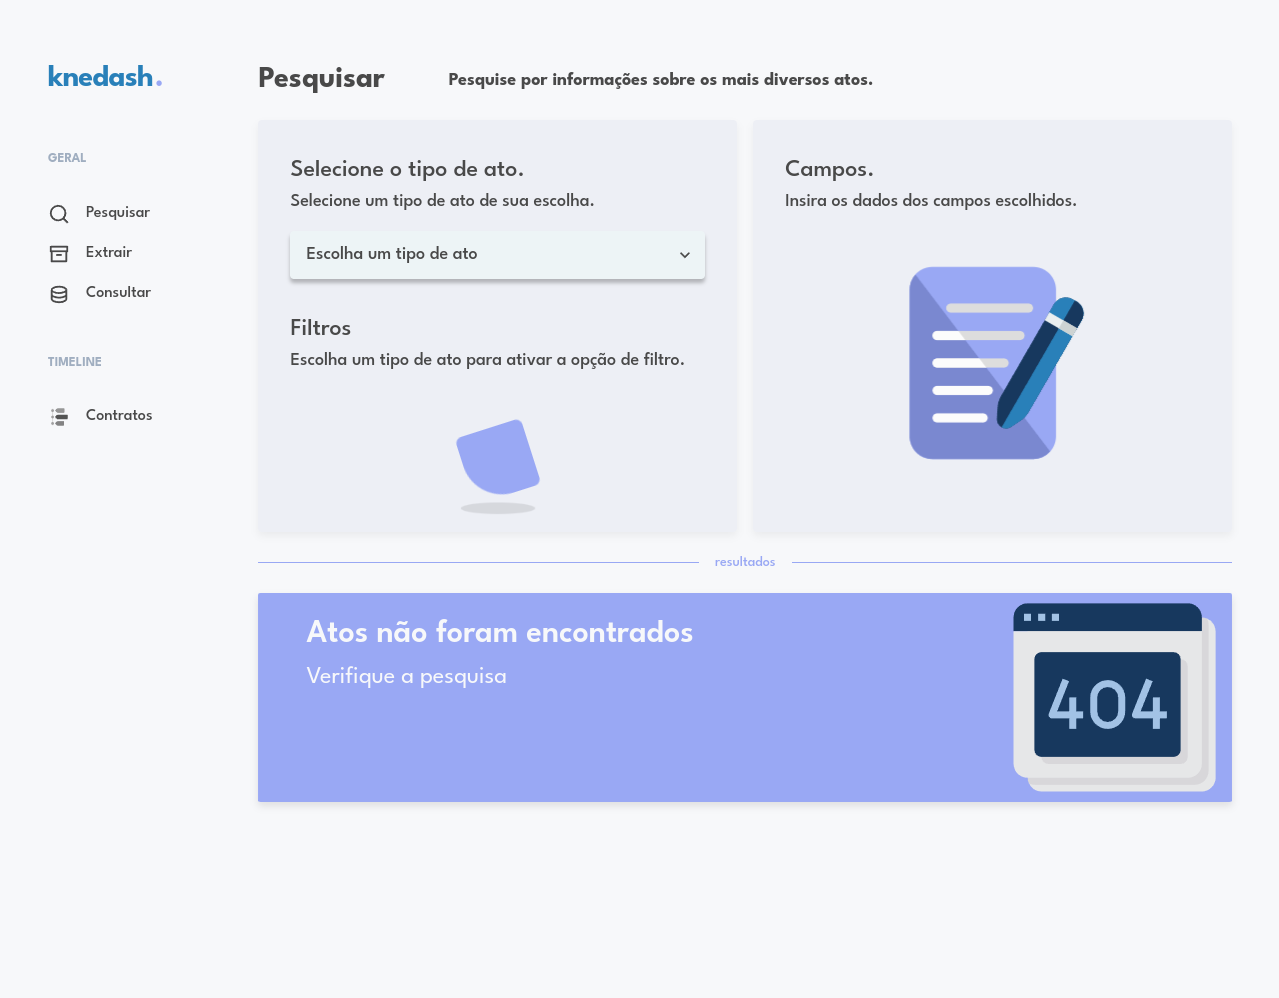 knedash.
GERAL
Pesquisar
Extrair
Consultar
TIMELINE
Contratos
Pesquisar
Pesquise por informações sobre os mais diversos atos.
Selecione o tipo de ato.
Selecione um tipo de ato de sua escolha.
Escolha um tipo de ato
Filtros
Escolha um tipo de ato para ativar a opção de filtro.
Campos.
Insira os dados dos campos escolhidos.
resultados
Atos não foram encontrados
Verifique a pesquisa
404